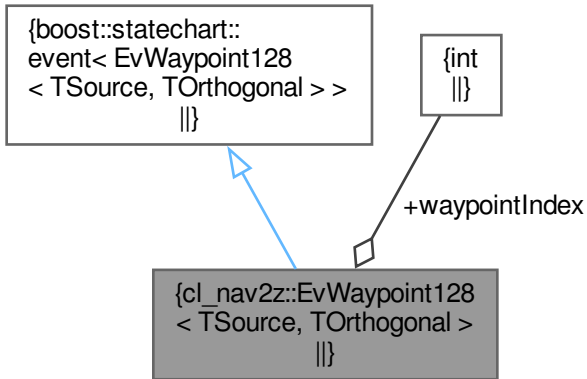 {boost::statechart::
event< EvWaypoint128
< TSource, TOrthogonal > >
||}
{int
||}
+waypointIndex
{cl_nav2z::EvWaypoint128
< TSource, TOrthogonal >
||}